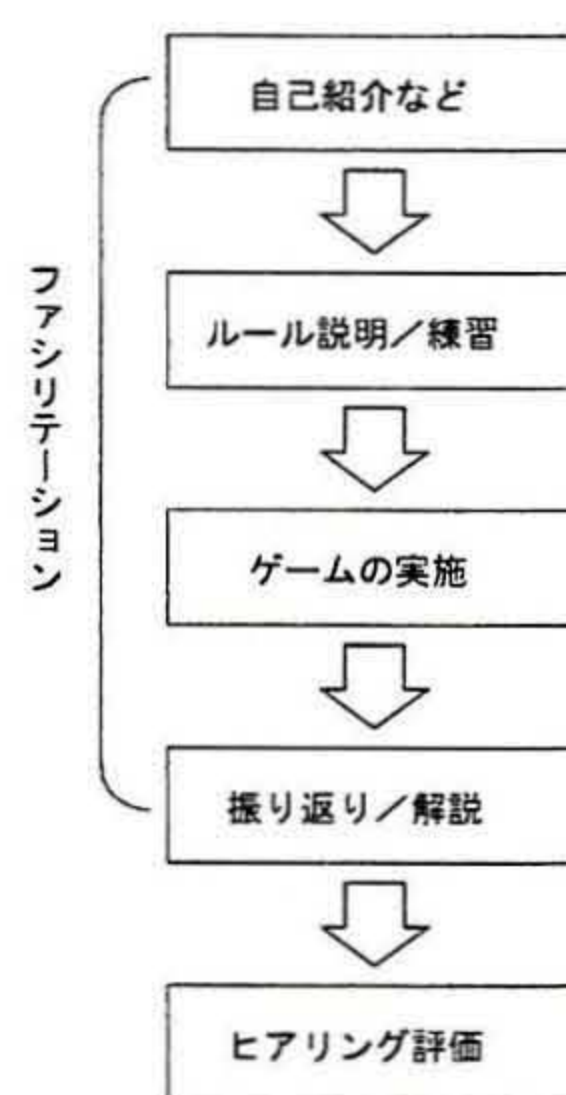 自己紹介など
ルール説明／練習
ファシリテーション
ゲームの実施
振り返り／解説
ヒアリング評価